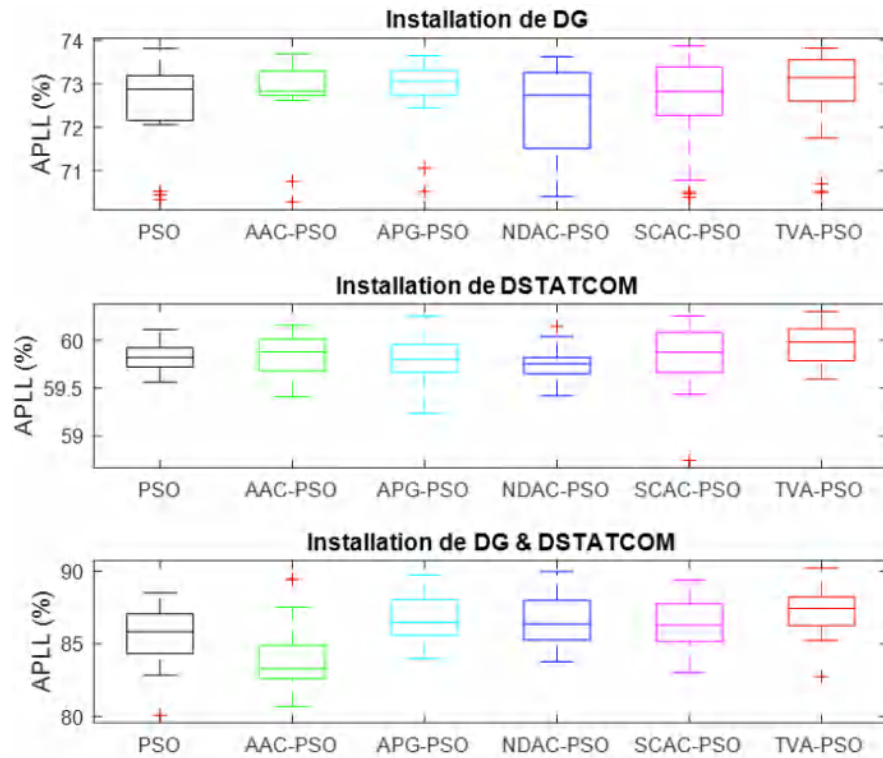 Installation de DG
APLL (%)
74
73
72
71
PSO AAC-PSO APG-PSO NDAC-PSO SCAC-PSO TVA-PSO
Installation de DSTATCOM
APLL (%)
60
59.5
59
PSO AAC-PSO APG-PSO NDAC-PSO SCAC-PSO TVA-PSO
Installation de DG & DSTATCOM
APLL (%)
90
85
80
PSO AAC-PSO APG-PSO NDAC-PSO SCAC-PSO TVA-PSO